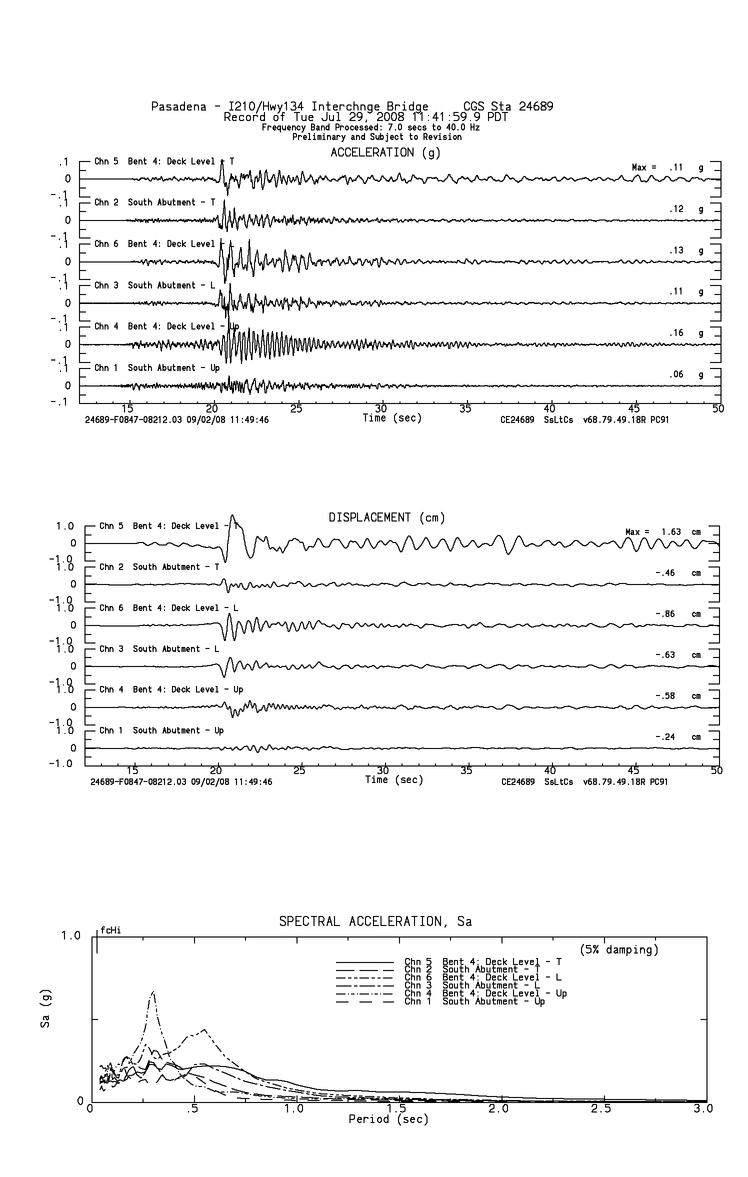 Pasadena - I210/Hwy134 Interchnge Bridge CGS Sta 24689
Record of Tue Jul 29, 2008 11:41:59.9 PDT
Frequency Band Processed: 7.0 secs to 40.0 Hz
Preliminary and Subject to Revision
ACCELERATION (g)
.1 Chn 5 Bent 4: Deck Level - T Max = .11 g
0
-.1
.1 Chn 2 South Abutment - T .12 g
0
-.1
.1 Chn 6 Bent 4: Deck Level .13 g
0
-.1
.1 Chn 3 South Abutment - L .11 g
0
-.1
.1 Chn 4 Bent 4: Deck Level - Up .16 g
0
-.1
.1 Chn 1 South Abutment - Up .06 g
0
-.1
15 20 25 30 35 40 45 50
24689-F0847-08212.03 09/02/08 11:49:46 Time (sec) CE24689 SsLtCs v68.79.49.18R PC91
DISPLACEMENT (cm)
1.0 Chn 5 Bent 4: Deck Level - T Max = 1.63 cm
0
-1.0
1.0 Chn 2 South Abutment - T -.46 cm
0
-1.0
1.0 Chn 6 Bent 4: Deck Level - L -.86 cm
0
-1.0
1.0 Chn 3 South Abutment - L -.63 cm
0
-1.0
1.0 Chn 4 Bent 4: Deck Level - Up -.58 cm
0
-1.0
1.0 Chn 1 South Abutment - Up -.24 cm
0
-1.0
15 20 25 30 35 40 45 50
24689-F0847-08212.03 09/02/08 11:49:46 Time (sec) CE24689 SsLtCs v68.79.49.18R PC91
SPECTRAL ACCELERATION, Sa
1.0 fcHi
(5% damping)
Chn 5 Bent 4: Deck Level - T
Chn 2 South Abutment - T
Chn 6 Bent 4: Deck Level - L
Chn 3 South Abutment - L
Chn 4 Bent 4: Deck Level - Up
Chn 1 South Abutment - Up
Sa (g)
0
0 .5 1.0 1.5 2.0 2.5 3.0
Period (sec)